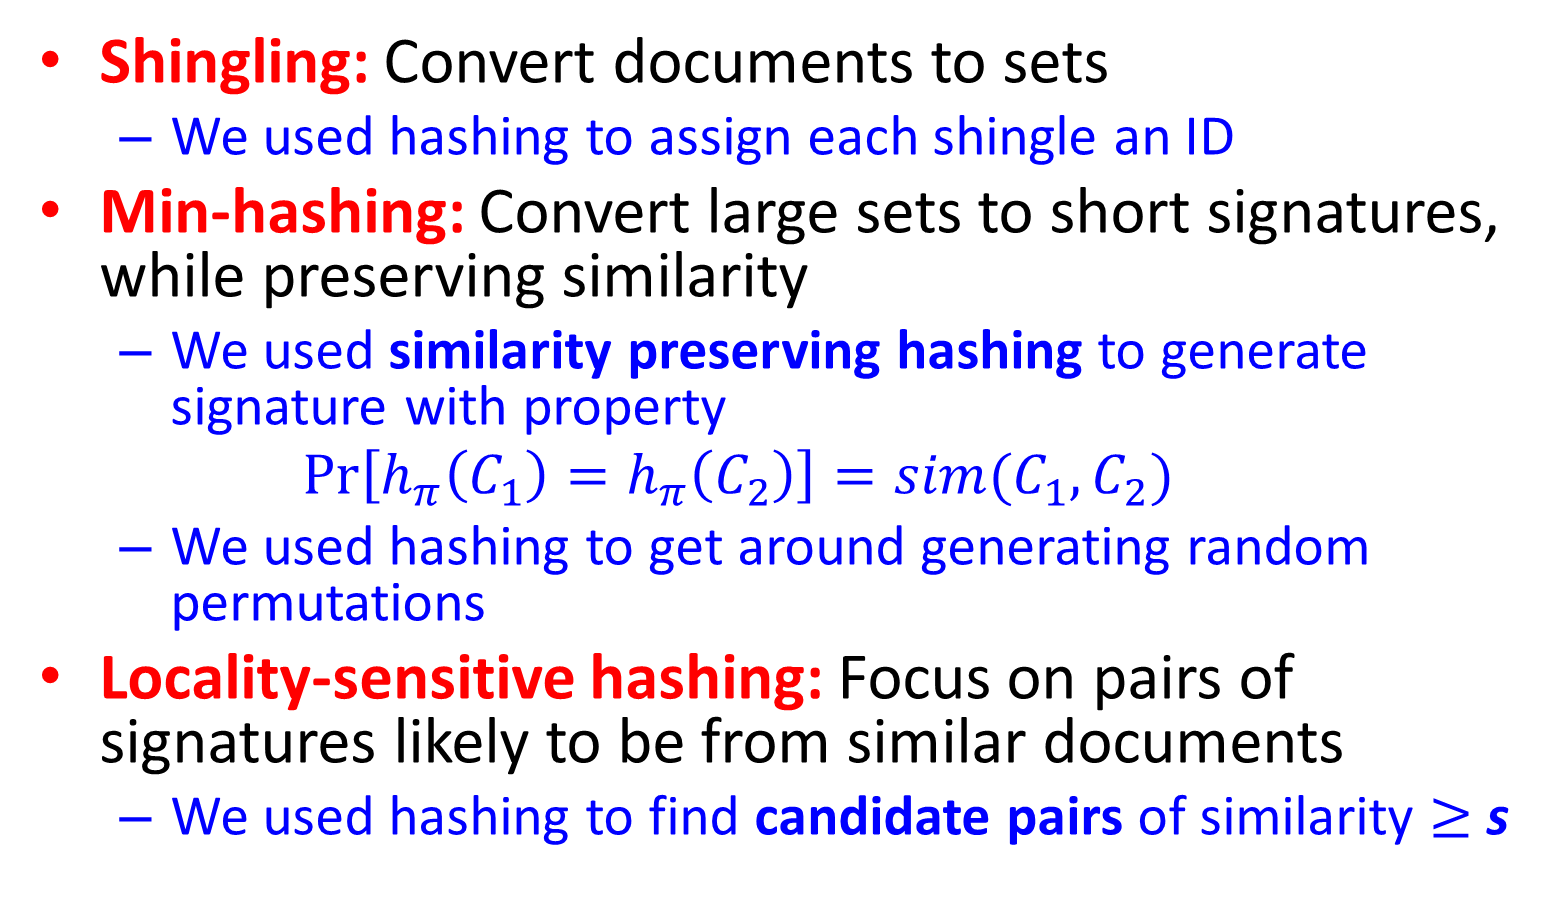 • Shingling: Convert documents to sets
– We used hashing to assign each shingle an ID
• Min-hashing: Convert large sets to short signatures,
while preserving similarity
– We used similarity preserving hashing to generate
signature with property
Pr[hπ(C1) = hπ(C2)] = sim(C1, C2)
– We used hashing to get around generating random
permutations
• Locality-sensitive hashing: Focus on pairs of
signatures likely to be from similar documents
– We used hashing to find candidate pairs of similarity ≥ s